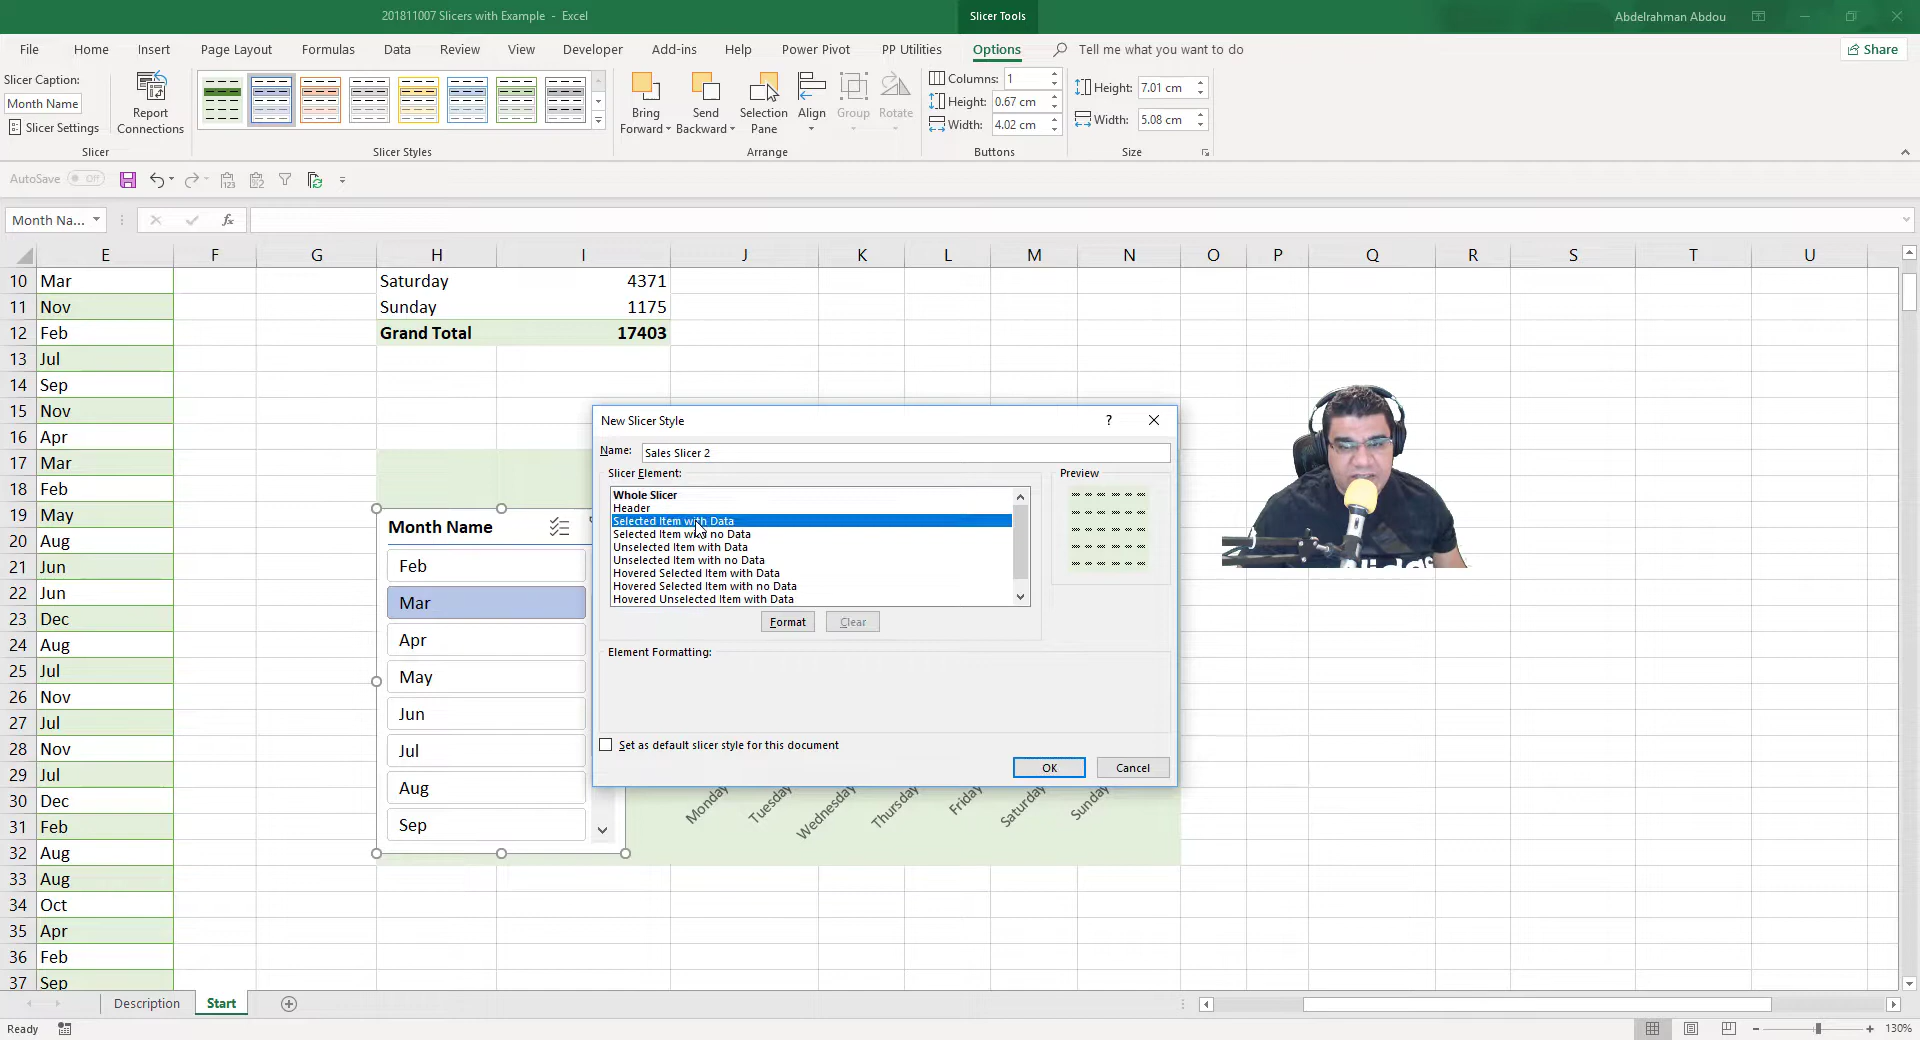 201811007 Slicers with Example - Excel
Slicer Tools
Abdelrahman Abdou
File Home Insert Page Layout Formulas Data Review View Developer Add-ins Help Power Pivot PP Utilities Options Tell me what you want to do Share
Slicer Caption:
Month Name
Slicer Settings
Report
Connections
Slicer
Slicer Styles
Bring
Forward
Send
Backward
Selection
Pane
Align
Group
Rotate
Arrange
Columns: 1
Height: 0.67 cm
Width: 4.02 cm
Buttons
Height: 7.01 cm
Width: 5.08 cm
Size
AutoSave Off
Month Na... fx
E F G H I J K L M N O P Q R S T U
10 Mar Saturday 4371
11 Nov Sunday 1175
12 Feb Grand Total 17403
13 Jul
14 Sep
15 Nov
16 Apr
17 Mar
18 Feb
19 May
20 Aug
21 Jun
22 Jun
23 Dec
24 Aug
25 Jul
26 Nov
27 Jul
28 Nov
29 Jul
30 Dec
31 Feb
32 Aug
33 Aug
34 Oct
35 Apr
36 Feb
37 Sep
Month Name
Feb
Mar
Apr
May
Jun
Jul
Aug
Sep
New Slicer Style ?
Name: Sales Slicer 2
Slicer Element:
Preview
Whole Slicer
Header
Selected Item with Data
Selected Item with no Data
Unselected Item with Data
Unselected Item with no Data
Hovered Selected Item with Data
Hovered Selected Item with no Data
Hovered Unselected Item with Data
Format Clear
Element Formatting:
Set as default slicer style for this document
OK Cancel
Monday Tuesday Wednesday Thursday Friday Saturday Sunday
Description Start
Ready
130%